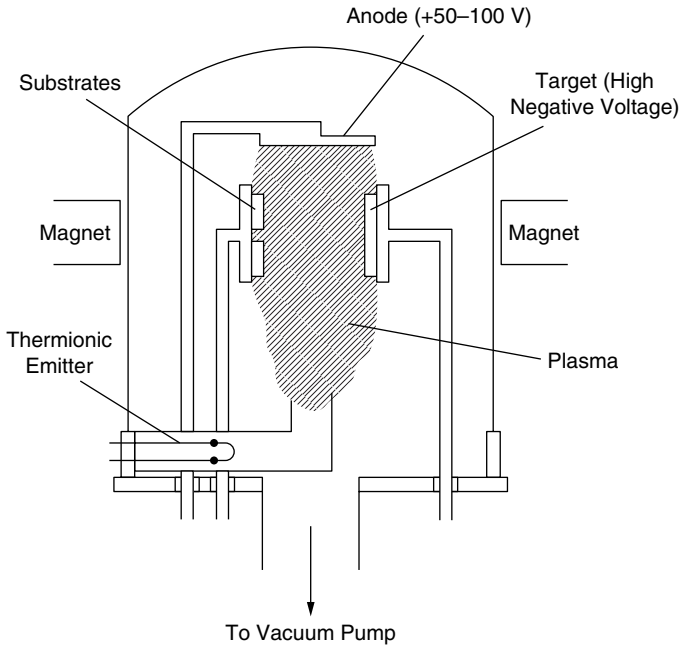 Anode (+50–100 V)
Substrates
Target (High
Negative Voltage)
Magnet
Magnet
Thermionic
Emitter
Plasma
To Vacuum Pump